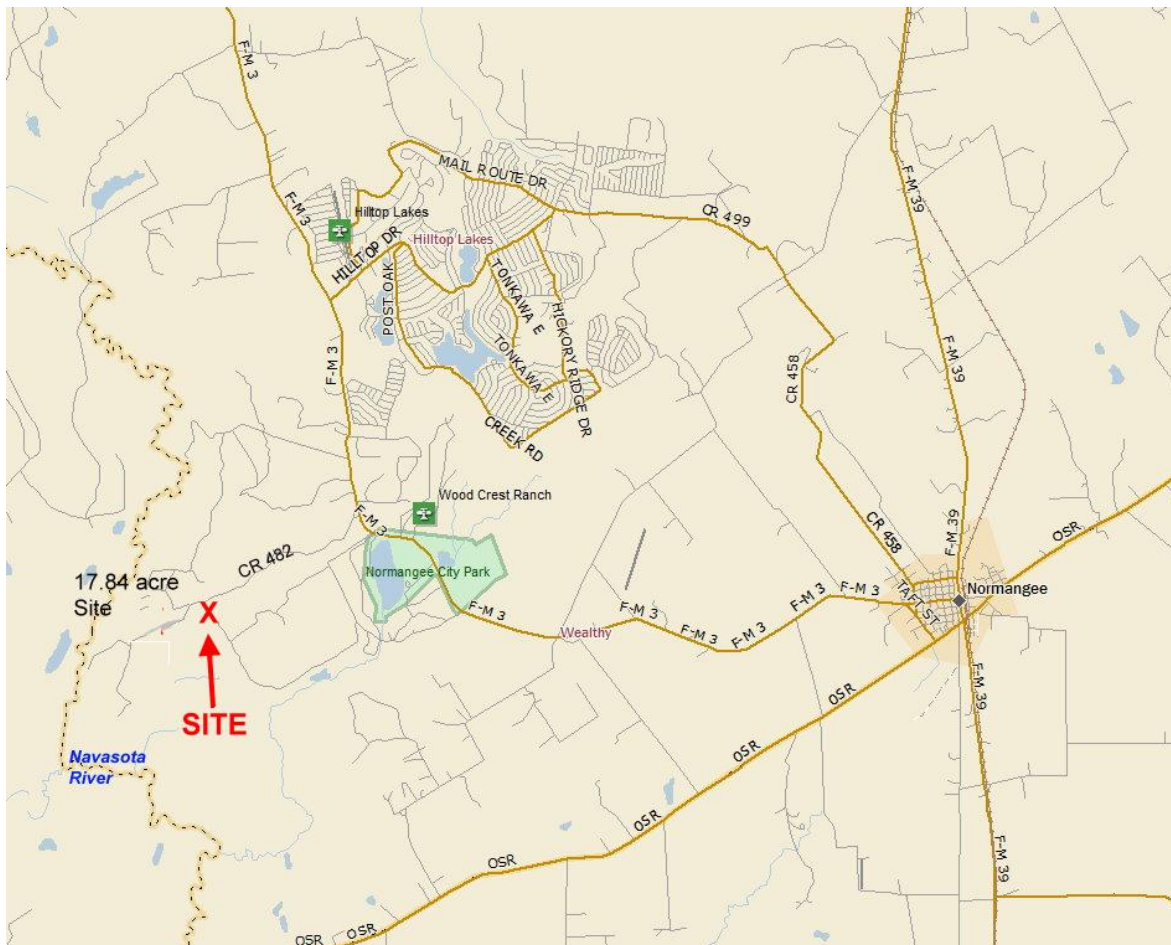 F-M 3
F-M 39
MAIL ROUTE DR
F-M 3
Hilltop Lakes
CR 499
HILLTOP DR
Hilltop Lakes
POST OAK
TONKAWA E
HICKORY RIDGE DR
F-M 39
F-M 3
TONKAWA E
CR 458
CREEK RD
Wood Crest Ranch
F-M 3
CR 458
F-M 39
OSR
CR 482
Normangee City Park
17.84 acre
Site
X
F-M 3
F-M 3
F-M 3
F-M 3
F-M 3
TAFT ST
Normangee
Wealthy
SITE
OSR
F-M 39
Navasota
River
OSR
OSR
OSR
F-M 39
OSR
OSR